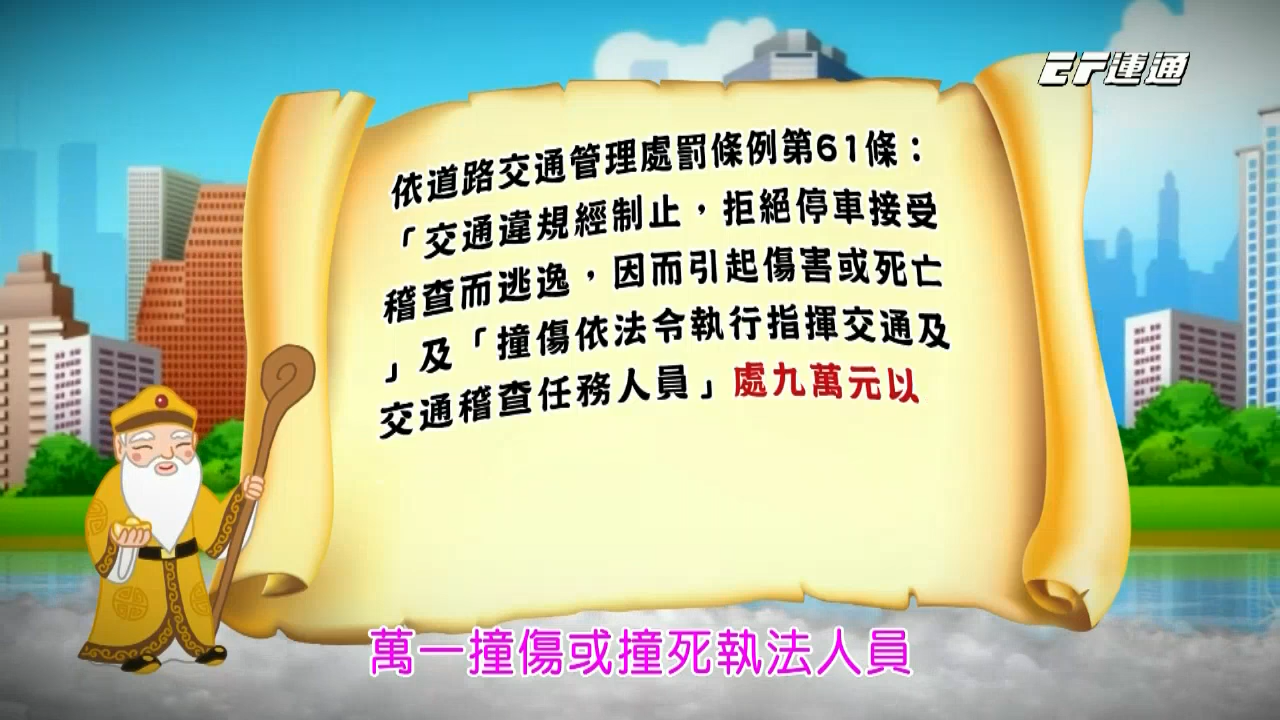 ET運通
依道路交通管理處罰條例第61條：
「交通違規經制止，拒絕停車接受
稽查而逃逸，因而引起傷害或死亡
」及「撞傷依法令執行指揮交通及
交通稽查任務人員」處九萬元以
萬一撞傷或撞死執法人員